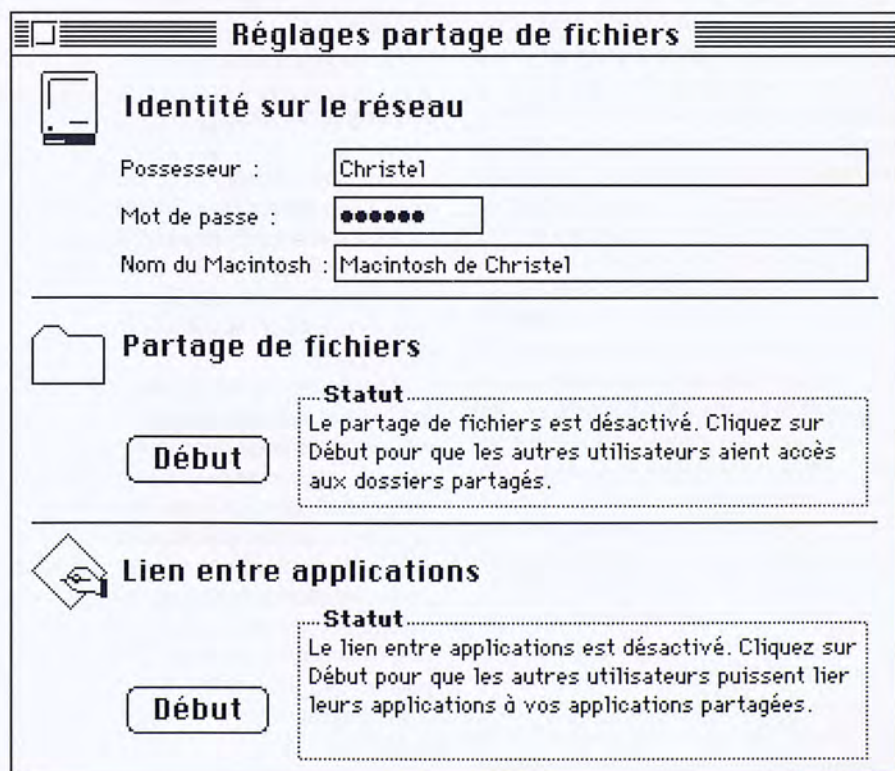 Réglages partage de fichiers
Identité sur le réseau
Possesseur : Christel
Mot de passe : ●●●●●●
Nom du Macintosh : Macintosh de Christel
Partage de fichiers
Statut
Le partage de fichiers est désactivé. Cliquez sur
Début pour que les autres utilisateurs aient accès
aux dossiers partagés.
Début
Lien entre applications
Statut
Le lien entre applications est désactivé. Cliquez sur
Début pour que les autres utilisateurs puissent lier
leurs applications à vos applications partagées.
Début